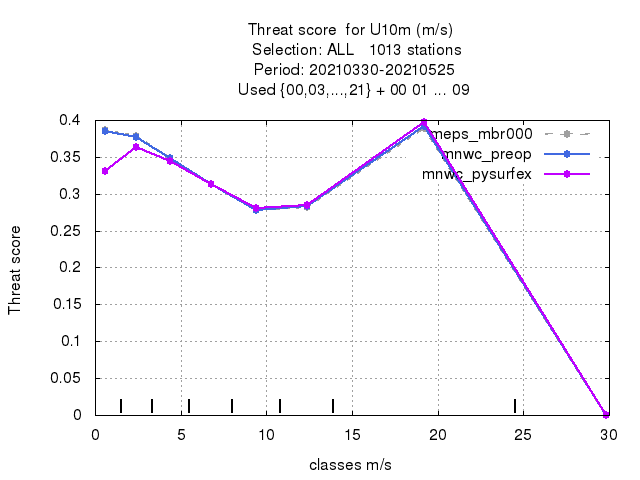 Threat score  for U10m (m/s)
Selection: ALL   1013 stations
Period: 20210330-20210525
Used {00,03,...,21} + 00 01 ... 09
0.4
0.35
0.3
0.25
0.2
0.15
0.1
0.05
0
Threat score
meps_mbr000
mnwc_preop
mnwc_pysurfex
0 5 10 15 20 25 30
classes m/s